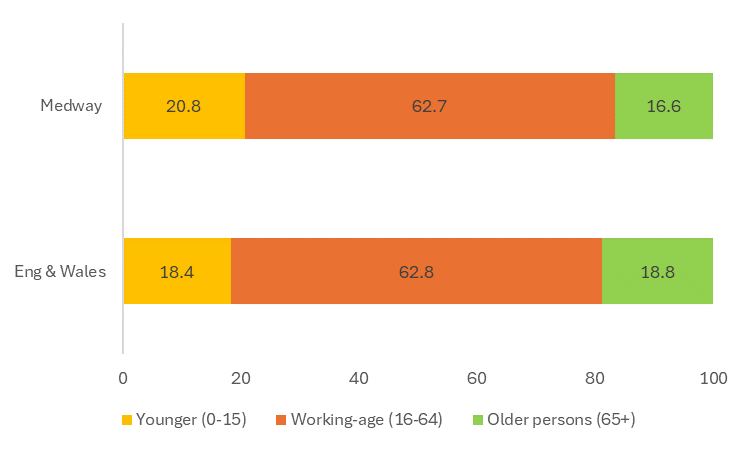 Medway 20.8 62.7 16.6
Eng & Wales 18.4 62.8 18.8
0 20 40 60 80 100
Younger (0-15) Working-age (16-64) Older persons (65+)